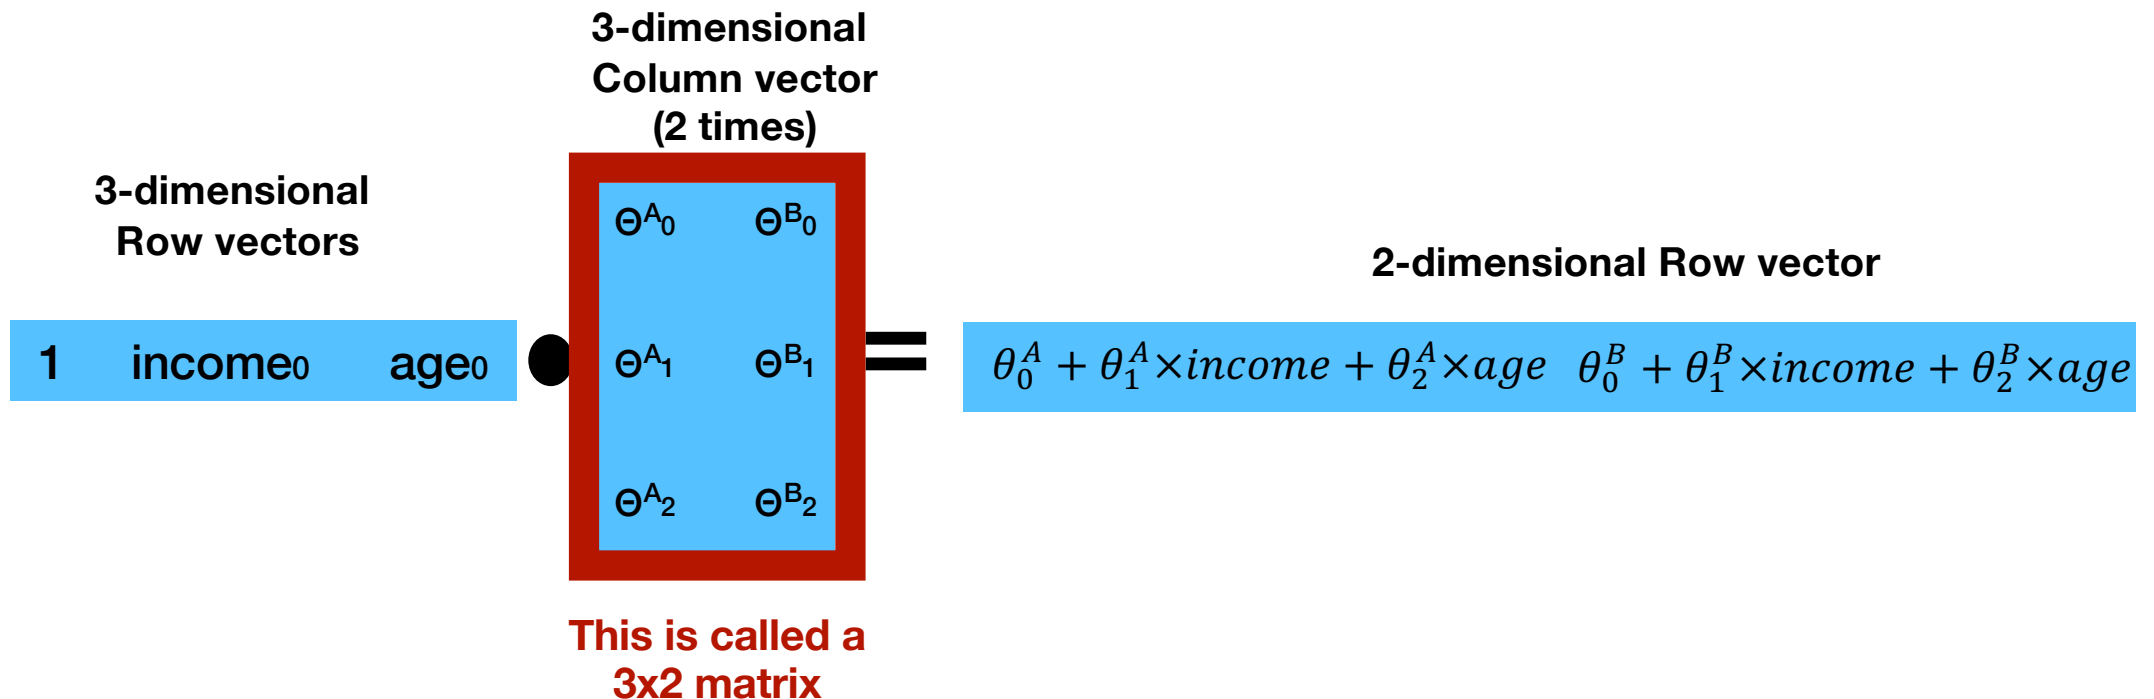 3-dimensional
Column vector
(2 times)
3-dimensional
Row vectors
1 income₀ age₀
Θᴬ₀ Θᴮ₀
Θᴬ₁ Θᴮ₁
Θᴬ₂ Θᴮ₂
=
2-dimensional Row vector
θ₀ᴬ + θ₁ᴬ×income + θ₂ᴬ×age θ₀ᴮ + θ₁ᴮ×income + θ₂ᴮ×age
This is called a
3x2 matrix